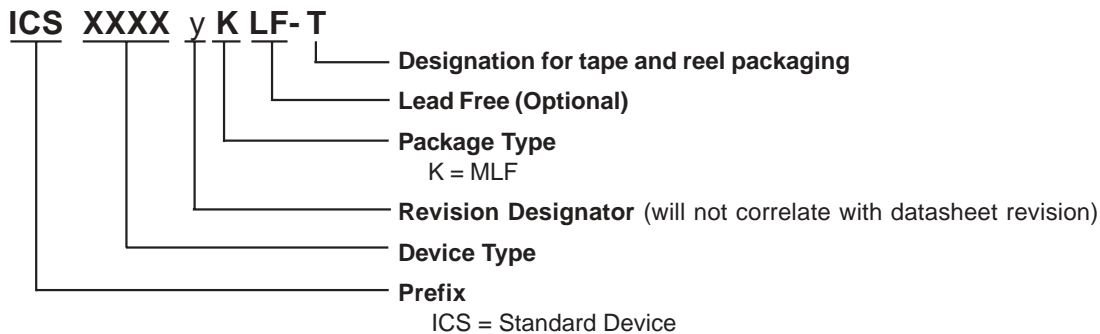 ICS XXXX y K LF- T
Designation for tape and reel packaging
Lead Free (Optional)
Package Type
K = MLF
Revision Designator (will not correlate with datasheet revision)
Device Type
Prefix
ICS = Standard Device